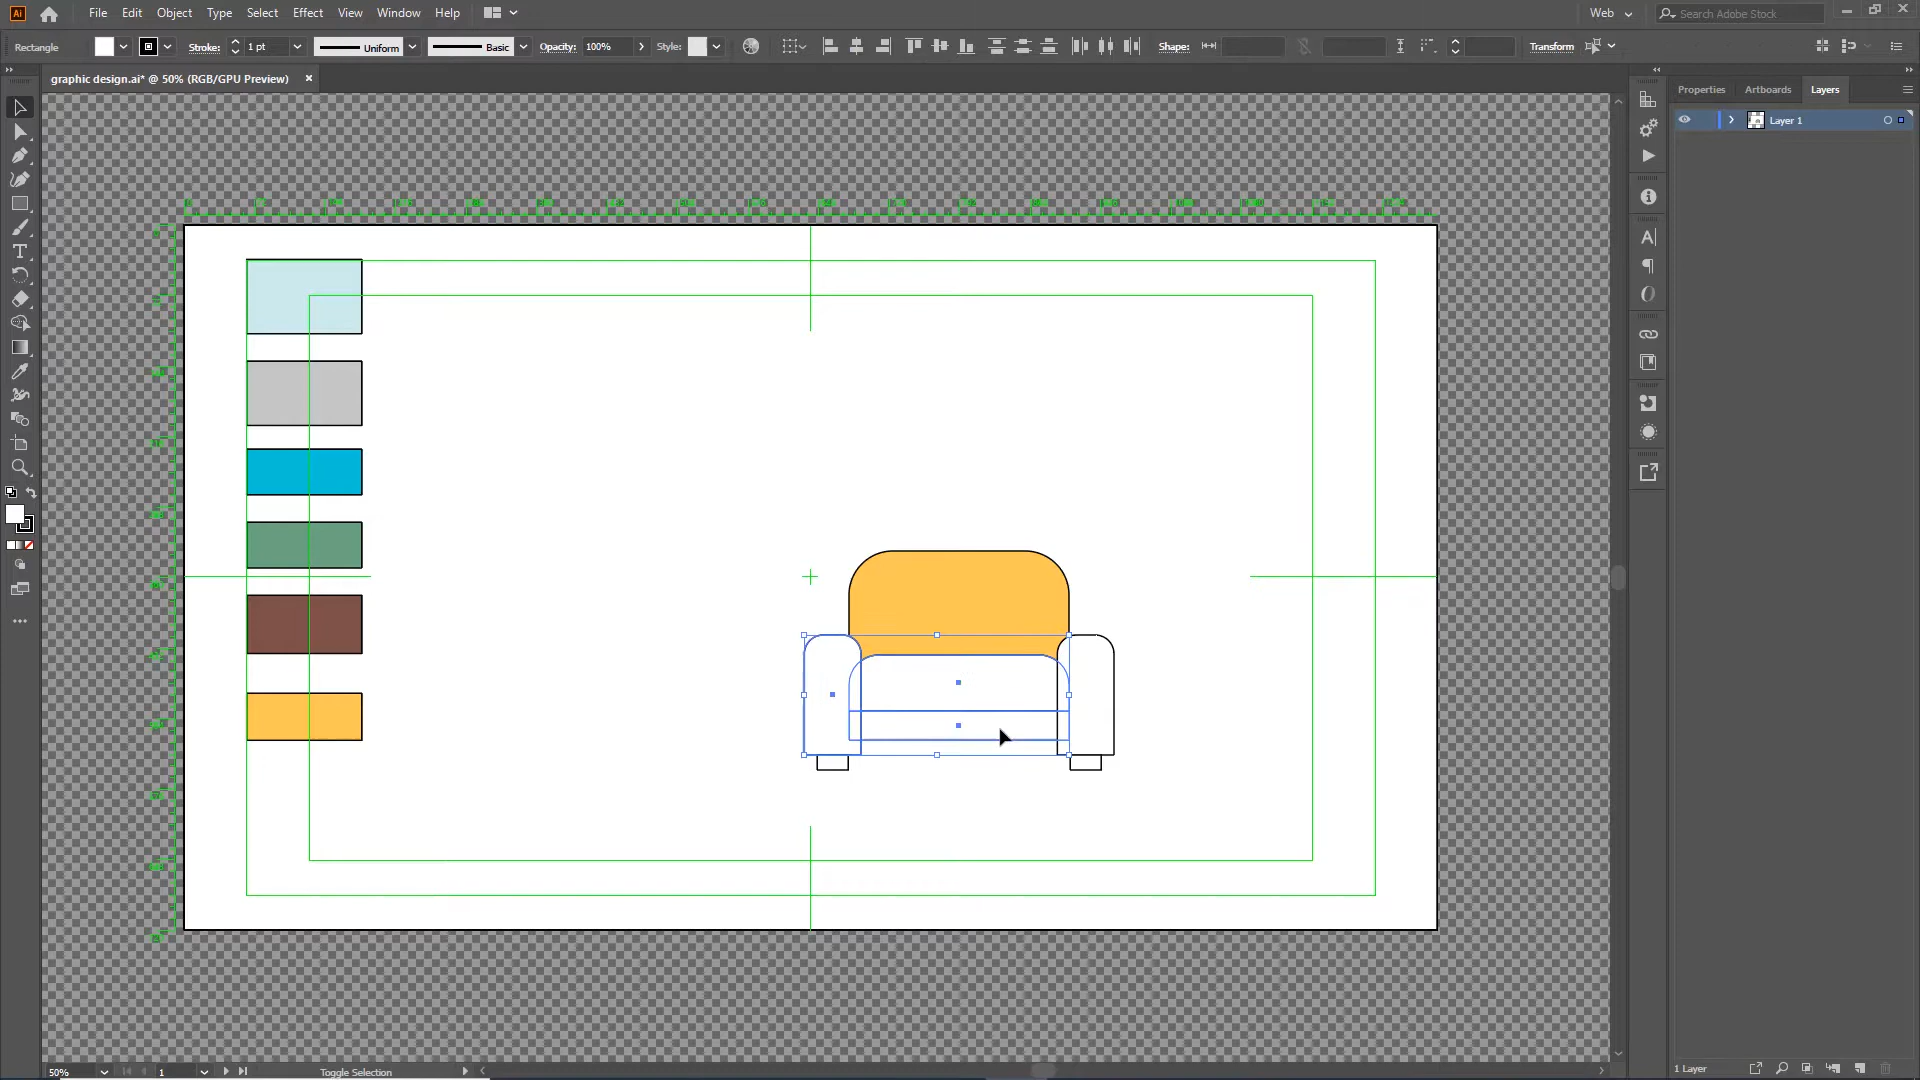 Ai File Edit Object Type Select Effect View Window Help Web Search Adobe Stock
Rectangle Stroke: 1 pt Uniform Basic Opacity: 100% Style: Shape: Transform
graphic design.ai* @ 50% (RGB/GPU Preview) ×
Properties Artboards Layers
Layer 1
50% 1 Toggle Selection
1 Layer